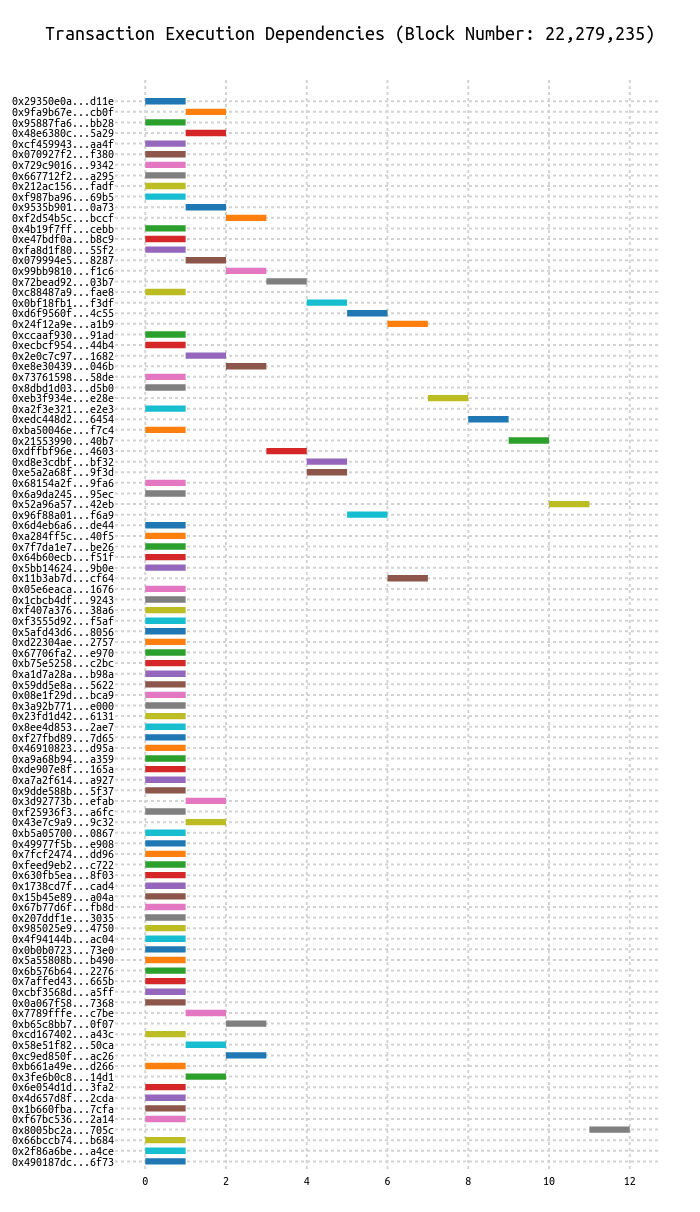 Transaction Execution Dependencies (Block Number: 22,279,235)
0x29350e0a...d11e
0x9fa9b67e...cb0f
0x95887fa6...bb28
0x48e6380c...5a29
0xcf459943...aa4f
0x070927f2...f380
0x729c9016...9342
0x667712f2...a295
0x212ac156...fadf
0xf987ba96...69b5
0x9535b901...0a73
0xf2d54b5c...bccf
0x4b19f7ff...cebb
0xe47bdf0a...b8c9
0xfa8d1f80...55f2
0x079994e5...8287
0x99bb9810...f1c6
0x72bead92...03b7
0xc88487a9...fae8
0x0bf18fb1...f3df
0xd6f9560f...4c55
0x24f12a9e...a1b9
0xccaaf930...91ad
0xecbcf954...44b4
0x2e0c7c97...1682
0xe8e30439...046b
0x73761598...58de
0x8dbd1d03...d5b0
0xeb3f934e...e28e
0xa2f3e321...e2e3
0xedc448d2...6454
0xba50046e...f7c4
0x21553990...40b7
0xdffbf96e...4603
0xd8e3cdbf...bf32
0xe5a2a68f...9f3d
0x68154a2f...9fa6
0x6a9da245...95ec
0x52a96a57...42eb
0x96f88a01...f6a9
0x6d4eb6a6...de44
0xa284ff5c...40f5
0x7f7da1e7...be26
0x64b60ecb...f51f
0x5bb14624...9b0e
0x11b3ab7d...cf64
0x05e6eaca...1676
0x1cbcb4df...9243
0xf407a376...38a6
0xf3555d92...f5af
0x5afd43d6...8056
0xd22304ae...2757
0x67706fa2...e970
0xb75e5258...c2bc
0xa1d7a28a...b98a
0x59dd5e8a...5622
0x08e1f29d...bca9
0x3a92b771...e000
0x23fd1d42...6131
0x8ee4d853...2ae7
0xf27fbd89...7d65
0x46910823...d95a
0xa9a68b94...a359
0xde907e8f...165a
0xa7a2f614...a927
0x9dde588b...5f37
0x3d92773b...efab
0xf25936f3...a6fc
0x43e7c9a9...9c32
0xb5a05700...0867
0x49977f5b...e908
0x7fcf2474...dd96
0xfeed9eb2...c722
0x630fb5ea...8f03
0x1738cd7f...cad4
0x15b45e89...a04a
0x67b77d6f...fb8d
0x207ddf1e...3035
0x985025e9...4750
0x4f94144b...ac04
0x0b0b0723...73e0
0x5a55808b...b490
0x6b576b64...2276
0x7affed43...665b
0xcbf3568d...a5ff
0x0a067f58...7368
0x7789fffe...c7be
0xb65c8bb7...0f07
0xcd167402...a43c
0x58e51f82...50ca
0xc9ed850f...ac26
0xb661a49e...d266
0x3fe6b0c8...14d1
0x6e054d1d...3fa2
0x4d657d8f...2cda
0x1b660fba...7cfa
0xf67bc536...2a14
0x8005bc2a...705c
0x66bccb74...b684
0x2f86a6be...a4ce
0x490187dc...6f73
0 2 4 6 8 10 12